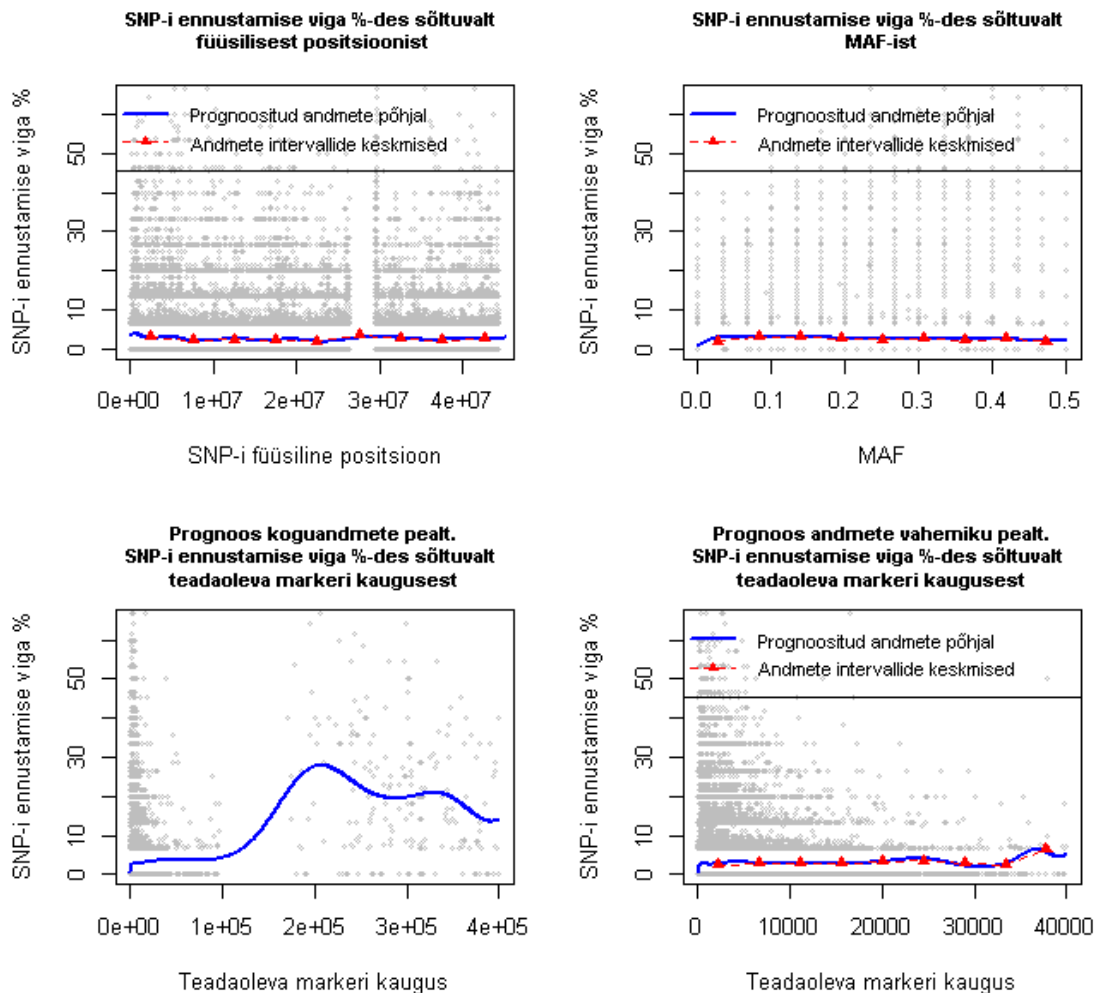 SNP-i ennustamise viga %-des sõltuvalt
füüsilisest positsioonist
SNP-i ennustamise viga %
Prognoositud andmete põhjal
Andmete intervallide keskmised
50
30
10
0
0e+00 1e+07 2e+07 3e+07 4e+07
SNP-i füüsiline positsioon
SNP-i ennustamise viga %-des sõltuvalt
MAF-ist
SNP-i ennustamise viga %
Prognoositud andmete põhjal
Andmete intervallide keskmised
50
30
10
0
0.0 0.1 0.2 0.3 0.4 0.5
MAF
Prognoos koguandmete pealt.
SNP-i ennustamise viga %-des sõltuvalt
teadaoleva markeri kaugusest
SNP-i ennustamise viga %
50
30
10
0
0e+00 1e+05 2e+05 3e+05 4e+05
Teadaoleva markeri kaugus
Prognoos andmete vahemiku pealt.
SNP-i ennustamise viga %-des sõltuvalt
teadaoleva markeri kaugusest
SNP-i ennustamise viga %
Prognoositud andmete põhjal
Andmete intervallide keskmised
50
30
10
0
0 10000 20000 30000 40000
Teadaoleva markeri kaugus